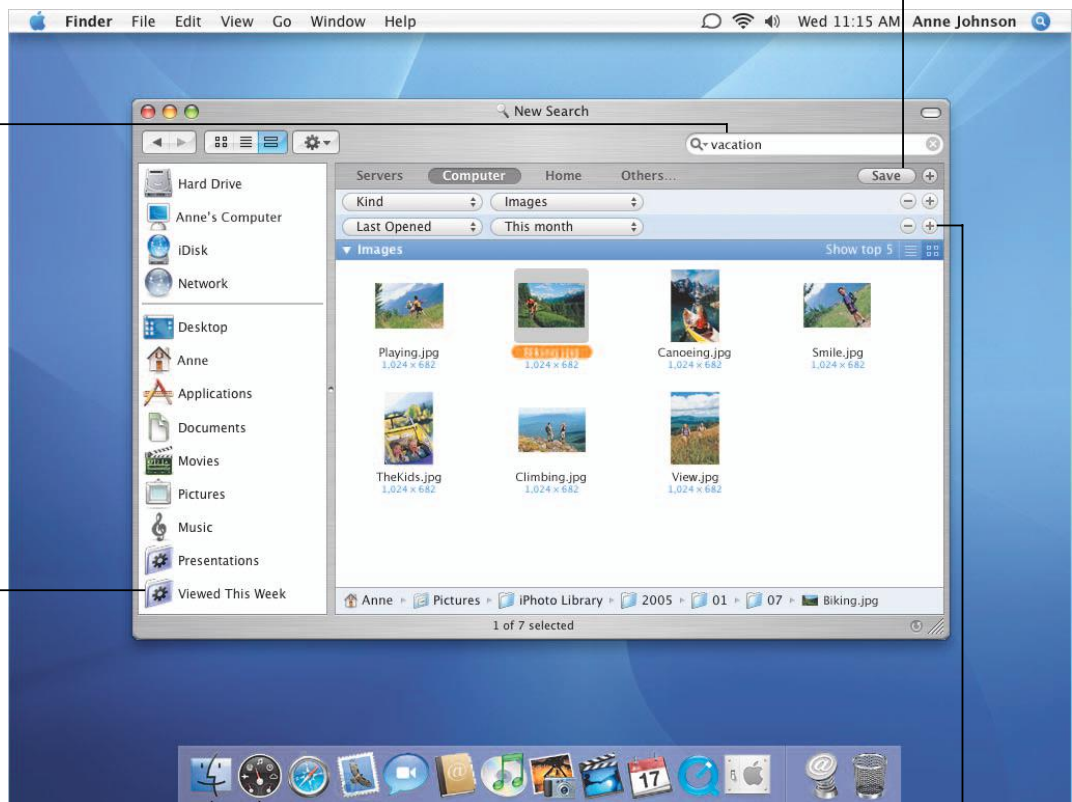 Finder File Edit View Go Window Help Wed 11:15 AM Anne Johnson
New Search
vacation
Hard Drive
Anne's Computer
iDisk
Network
Desktop
Anne
Applications
Documents
Movies
Pictures
Music
Presentations
Viewed This Week
Servers Computer Home Others... Save
Kind Images
Last Opened This month
Images Show top 5
Playing.jpg
1,024 × 682
Biking.jpg
1,024 × 682
Canoeing.jpg
1,024 × 682
Smile.jpg
1,024 × 682
TheKids.jpg
1,024 × 682
Climbing.jpg
1,024 × 682
View.jpg
1,024 × 682
Anne Pictures iPhoto Library 2005 01 07 Biking.jpg
1 of 7 selected
17